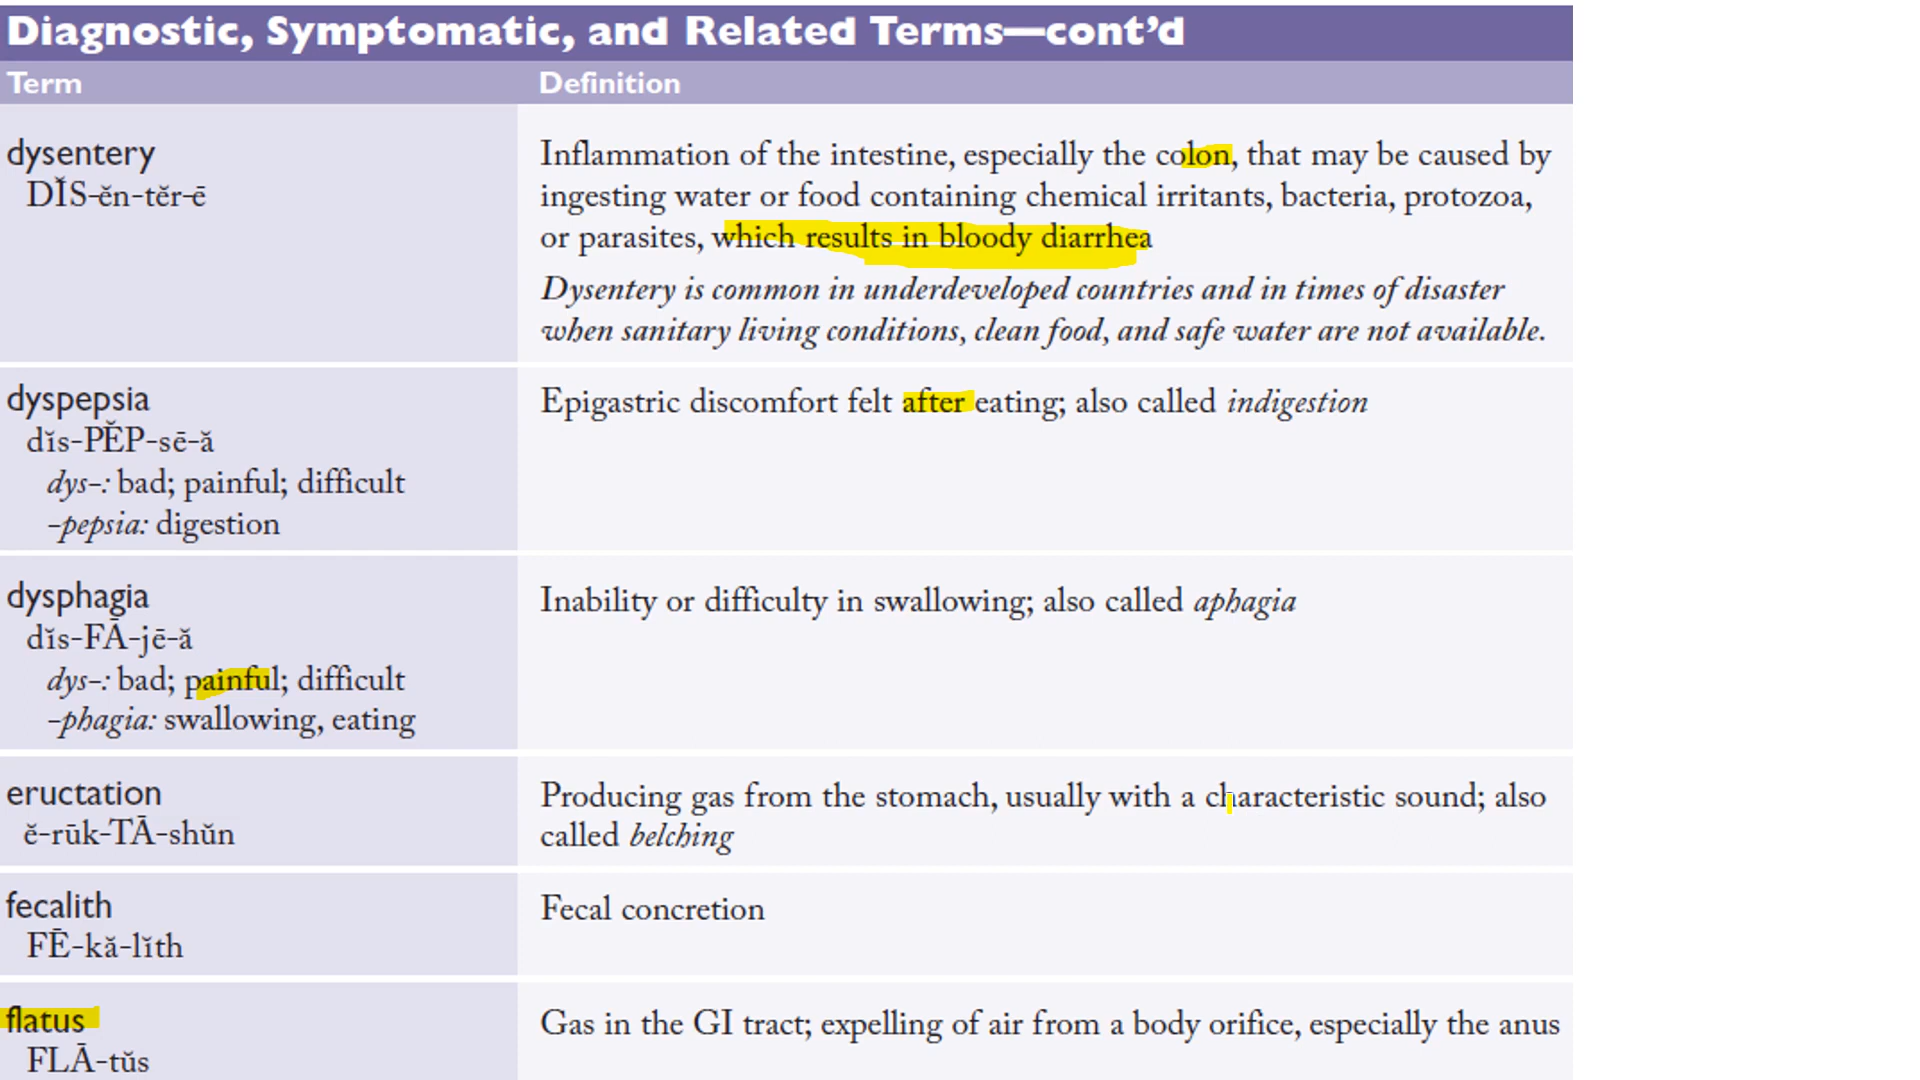 Diagnostic, Symptomatic, and Related Terms—cont’d
Term Definition
dysentery
DĬS-ĕn-tĕr-ē
Inflammation of the intestine, especially the colon, that may be caused by
ingesting water or food containing chemical irritants, bacteria, protozoa,
or parasites, which results in bloody diarrhea
Dysentery is common in underdeveloped countries and in times of disaster
when sanitary living conditions, clean food, and safe water are not available.
dyspepsia
dĭs-PĔP-sē-ă
dys-: bad; painful; difficult
-pepsia: digestion
Epigastric discomfort felt after eating; also called indigestion
dysphagia
dĭs-FĀ-jē-ă
dys-: bad; painful; difficult
-phagia: swallowing, eating
Inability or difficulty in swallowing; also called aphagia
eructation
ĕ-rūk-TĀ-shŭn
Producing gas from the stomach, usually with a characteristic sound; also
called belching
fecalith
FĒ-kă-lĭth
Fecal concretion
flatus
FLĀ-tŭs
Gas in the GI tract; expelling of air from a body orifice, especially the anus